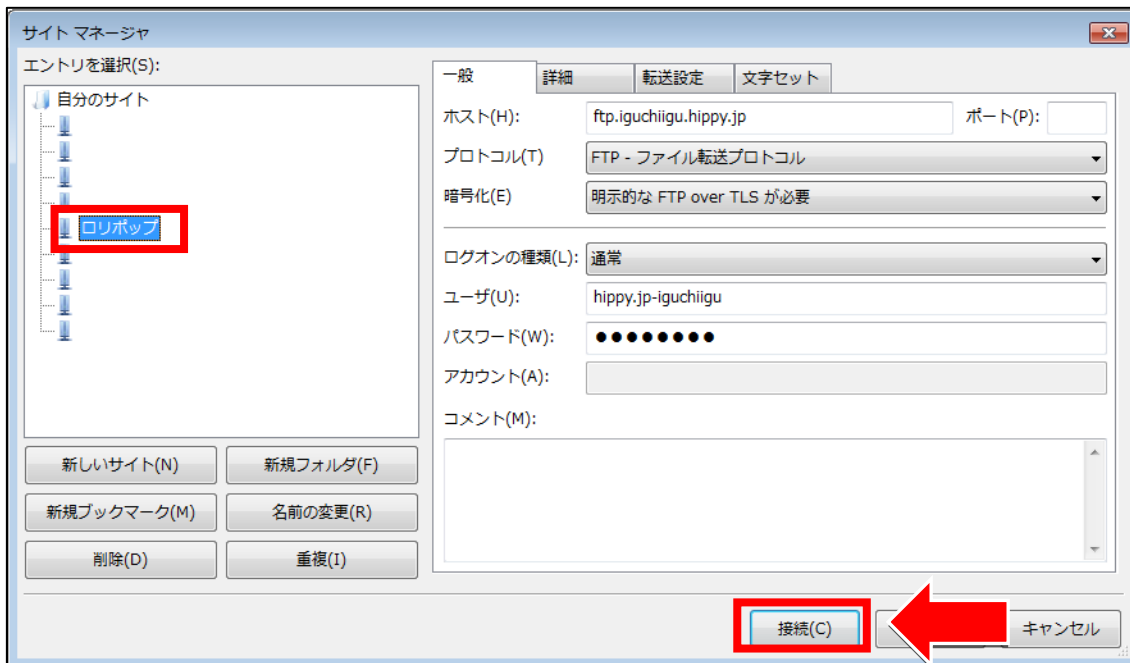 サイト マネージャ
エントリを選択(S):
自分のサイト
ロリポップ
新しいサイト(N)
新規フォルダ(F)
新規ブックマーク(M)
名前の変更(R)
削除(D)
重複(I)
一般
詳細
転送設定
文字セット
ホスト(H):
ftp.iguchiigu.hippy.jp
ポート(P):
プロトコル(T)
FTP - ファイル転送プロトコル
暗号化(E)
明示的な FTP over TLS が必要
ログオンの種類(L):
通常
ユーザ(U):
hippy.jp-iguchiigu
パスワード(W):
●●●●●●●●
アカウント(A):
コメント(M):
接続(C)
キャンセル